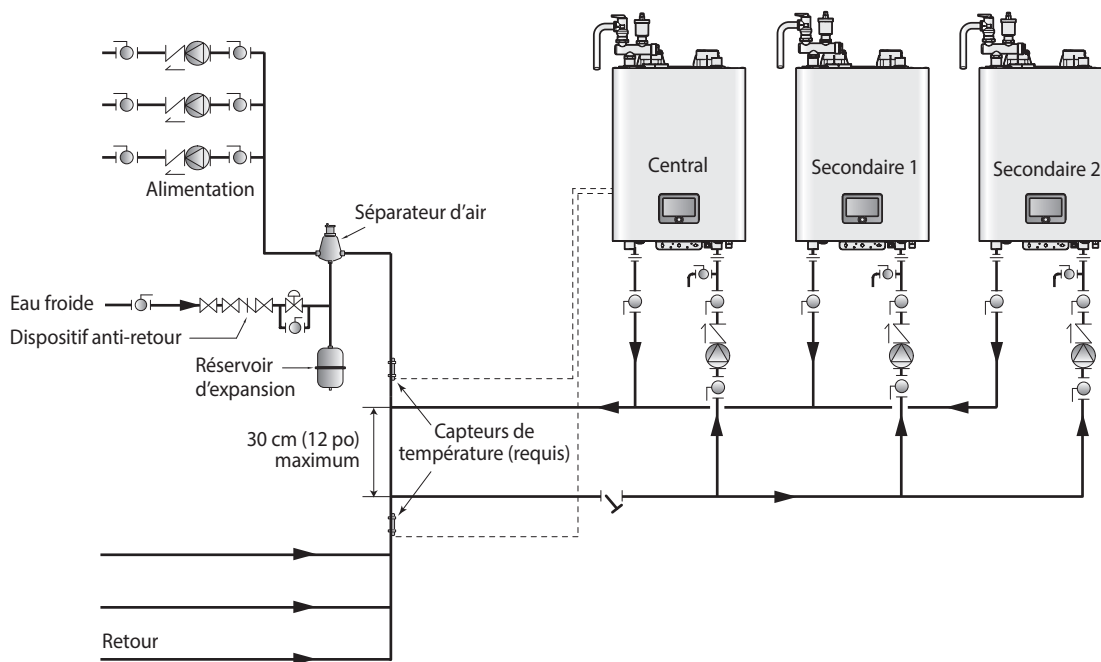 Central
Secondaire 1
Secondaire 2
Alimentation
Séparateur d'air
Eau froide
Dispositif anti-retour
Réservoir
d'expansion
30 cm (12 po)
maximum
Capteurs de
température (requis)
Retour